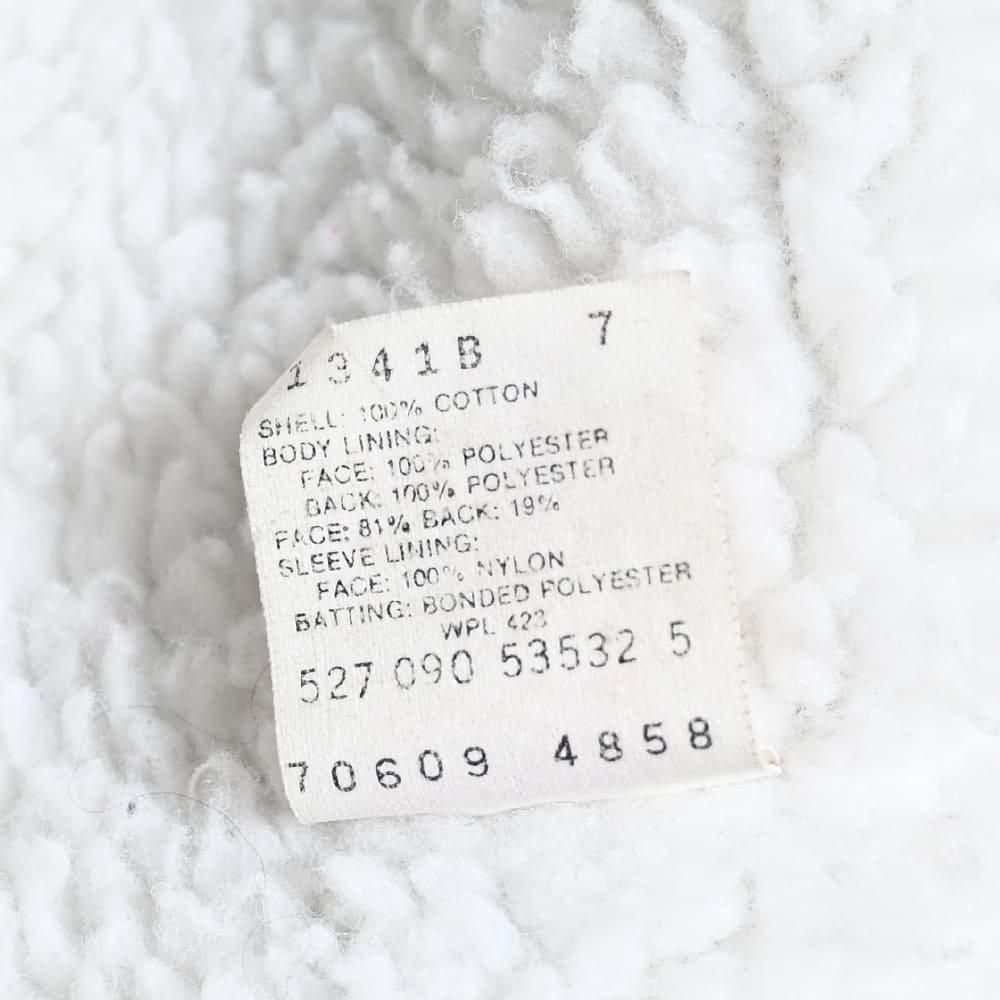 1341B 7
SHELL: 100% COTTON
BODY LINING:
FACE: 100% POLYESTER
BACK: 100% POLYESTER
FACE: 81% BACK: 19%
SLEEVE LINING:
FACE: 100% NYLON
BATTING: BONDED POLYESTER
WPL 423
527 090 53532 5
70609 4858